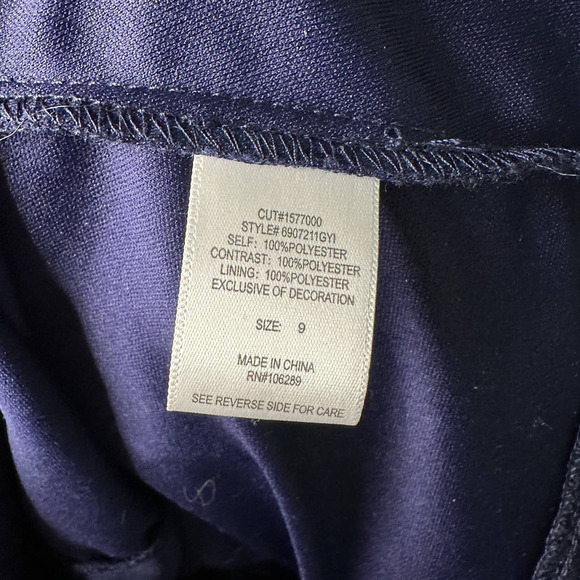 CUT#1577000
STYLE# 6907211GYI
SELF: 100%POLYESTER
CONTRAST: 100%POLYESTER
LINING: 100%POLYESTER
EXCLUSIVE OF DECORATION
SIZE: 9
MADE IN CHINA
RN#106289
SEE REVERSE SIDE FOR CARE